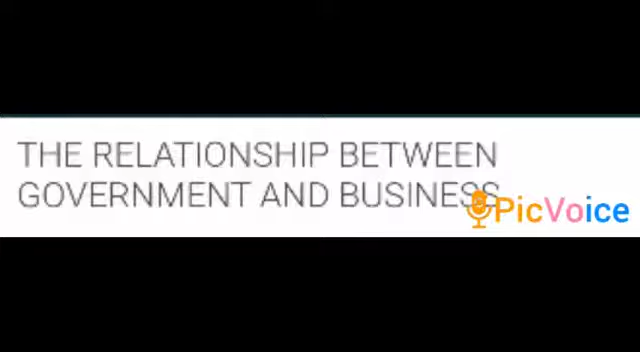 THE RELATIONSHIP BETWEEN
GOVERNMENT AND BUSINESS
PicVoice